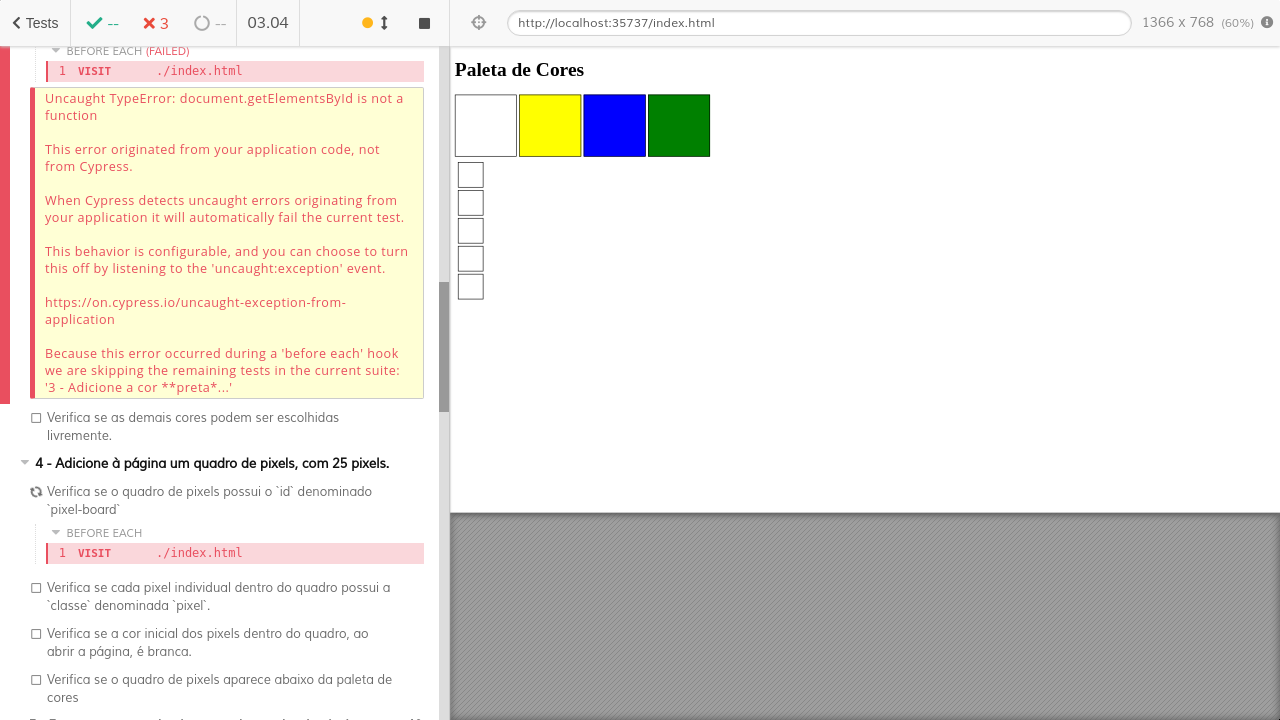 Tests
--
3
--
03.04
http://localhost:35737/index.html
1366 x 768 (60%)
BEFORE EACH (FAILED)
1 VISIT ./index.html
Uncaught TypeError: document.getElementsById is not a
function
This error originated from your application code, not
from Cypress.
When Cypress detects uncaught errors originating from
your application it will automatically fail the current test.
This behavior is configurable, and you can choose to turn
this off by listening to the 'uncaught:exception' event.
https://on.cypress.io/uncaught-exception-from-
application
Because this error occurred during a 'before each' hook
we are skipping the remaining tests in the current suite:
'3 - Adicione a cor **preta*...'
Verifica se as demais cores podem ser escolhidas
livremente.
4 - Adicione à página um quadro de pixels, com 25 pixels.
Verifica se o quadro de pixels possui o `id` denominado
`pixel-board`
BEFORE EACH
1 VISIT ./index.html
Verifica se cada pixel individual dentro do quadro possui a
`classe` denominada `pixel`.
Verifica se a cor inicial dos pixels dentro do quadro, ao
abrir a página, é branca.
Verifica se o quadro de pixels aparece abaixo da paleta de
cores
Paleta de Cores